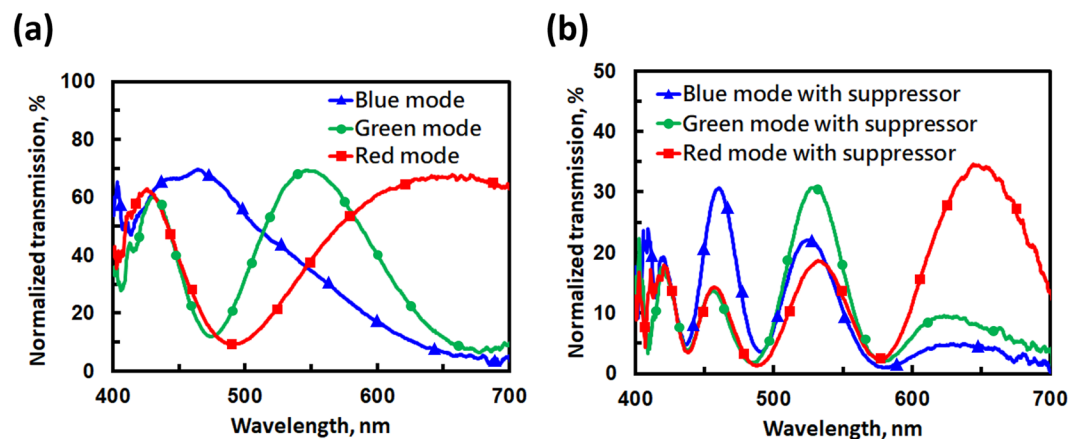 (a)
(b)
Normalized transmission, %
100
80
60
40
20
0
Blue mode
Green mode
Red mode
400
500
600
700
Wavelength, nm
Normalized transmission, %
50
40
30
20
10
0
Blue mode with suppressor
Green mode with suppressor
Red mode with suppressor
400
500
600
700
Wavelength, nm